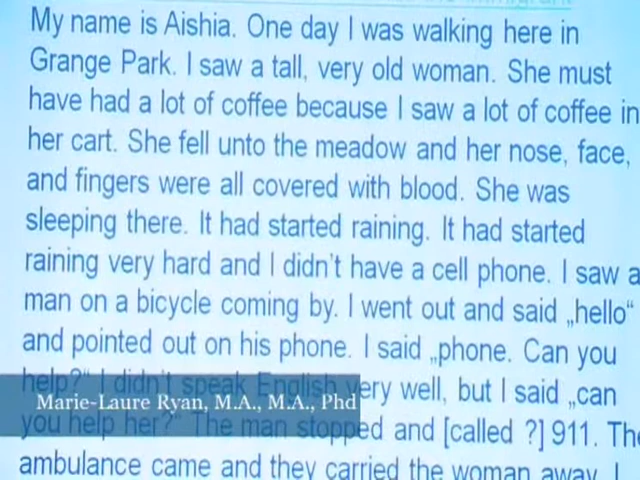 My name is Aishia. One day I was walking here in
Grange Park. I saw a tall, very old woman. She must
have had a lot of coffee because I saw a lot of coffee in
her cart. She fell unto the meadow and her nose, face,
and fingers were all covered with blood. She was
sleeping there. It had started raining. It had started
raining very hard and I didn't have a cell phone. I saw a
man on a bicycle coming by. I went out and said „hello“
and pointed out on his phone. I said „phone. Can you
help?“ I didn't speak English very well, but I said „can
Marie-Laure Ryan, M.A., M.A., Phd
you help her?“ The man stopped and [called ?] 911. The
ambulance came and they carried the woman away. I